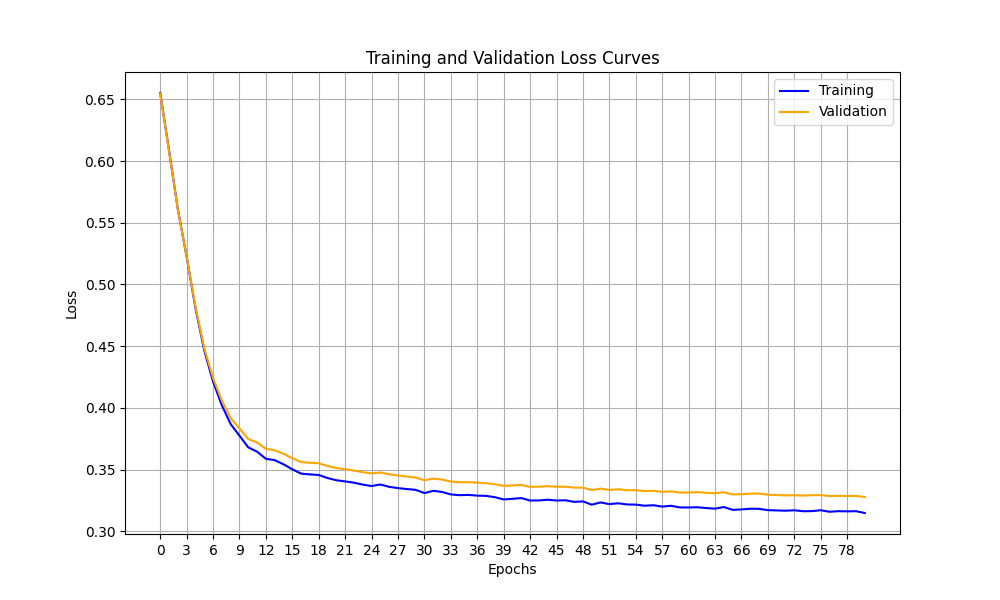 Training and Validation Loss Curves
Training
Validation
0.65
0.60
0.55
0.50
0.45
0.40
0.35
0.30
Loss
0 3 6 9 12 15 18 21 24 27 30 33 36 39 42 45 48 51 54 57 60 63 66 69 72 75 78
Epochs